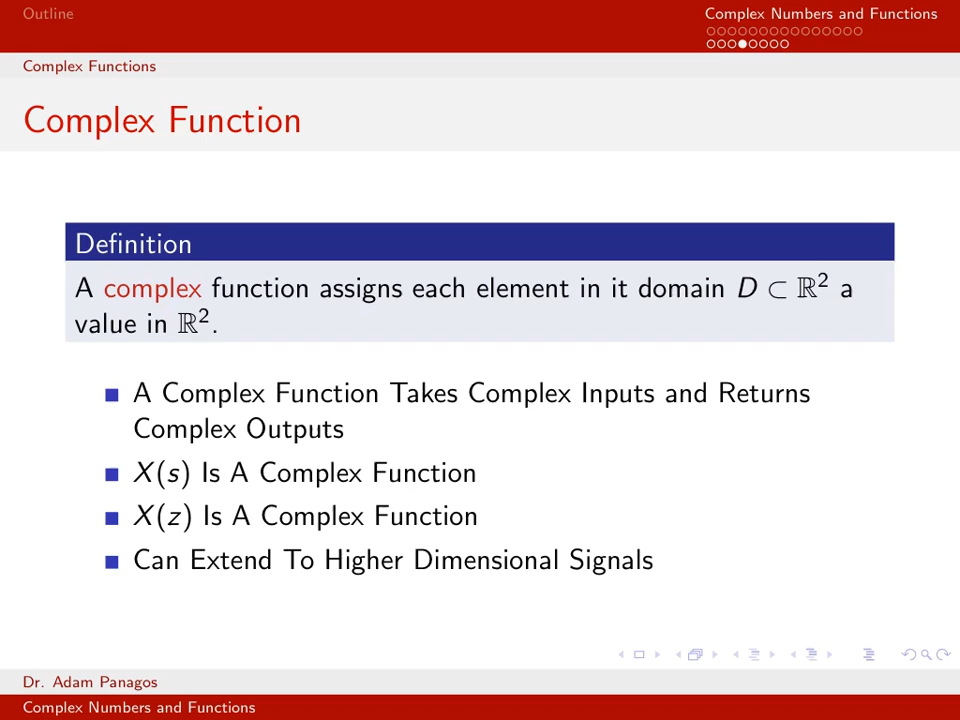 Outline
Complex Numbers and Functions
Complex Functions
Complex Function
Definition
A complex function assigns each element in it domain D ⊂ ℝ² a
value in ℝ².
A Complex Function Takes Complex Inputs and Returns
Complex Outputs
X(s) Is A Complex Function
X(z) Is A Complex Function
Can Extend To Higher Dimensional Signals
Dr. Adam Panagos
Complex Numbers and Functions